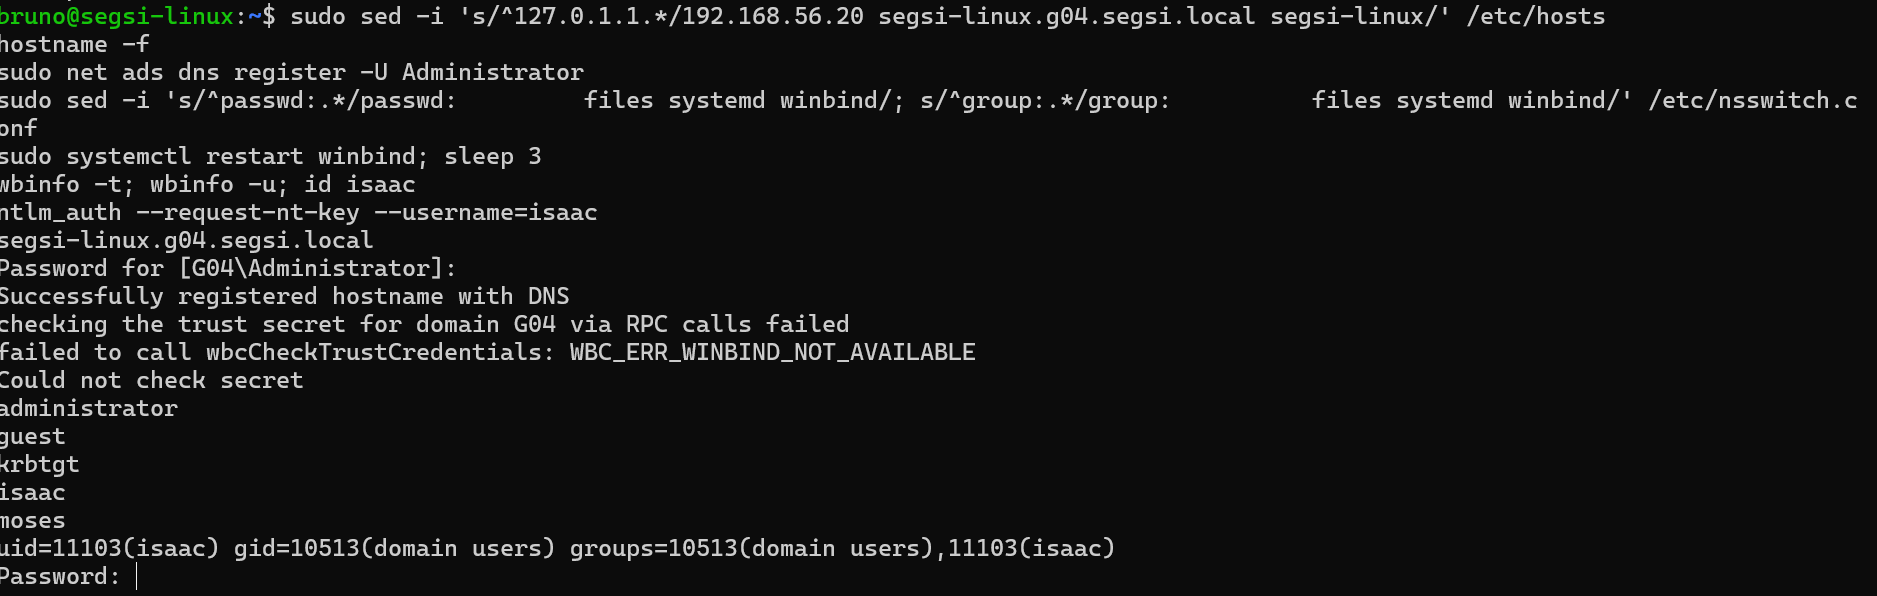 bruno@segsi-linux:~$ sudo sed -i 's/^127.0.1.1.*/192.168.56.20 segsi-linux.g04.segsi.local segsi-linux/' /etc/hosts
hostname -f
sudo net ads dns register -U Administrator
sudo sed -i 's/^passwd:.*/passwd:         files systemd winbind/; s/^group:.*/group:          files systemd winbind/' /etc/nsswitch.c
onf
sudo systemctl restart winbind; sleep 3
wbinfo -t; wbinfo -u; id isaac
ntlm_auth --request-nt-key --username=isaac
segsi-linux.g04.segsi.local
Password for [G04\Administrator]:
Successfully registered hostname with DNS
checking the trust secret for domain G04 via RPC calls failed
failed to call wbcCheckTrustCredentials: WBC_ERR_WINBIND_NOT_AVAILABLE
Could not check secret
administrator
guest
krbtgt
isaac
moses
uid=11103(isaac) gid=10513(domain users) groups=10513(domain users),11103(isaac)
Password: